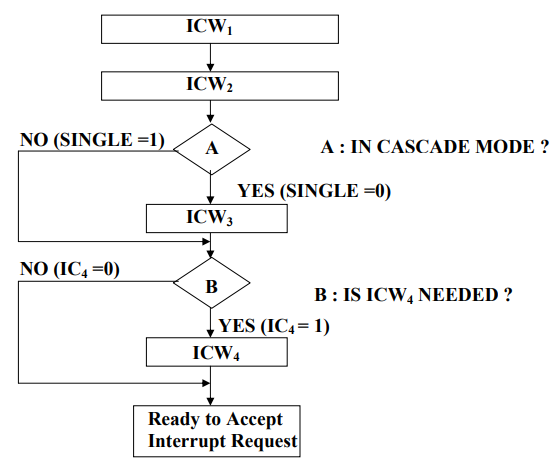 ICW₁
ICW₂
NO (SINGLE =1)
A
A : IN CASCADE MODE ?
YES (SINGLE =0)
ICW₃
NO (IC₄ =0)
B
B : IS ICW₄ NEEDED ?
YES (IC₄ = 1)
ICW₄
Ready to Accept
Interrupt Request